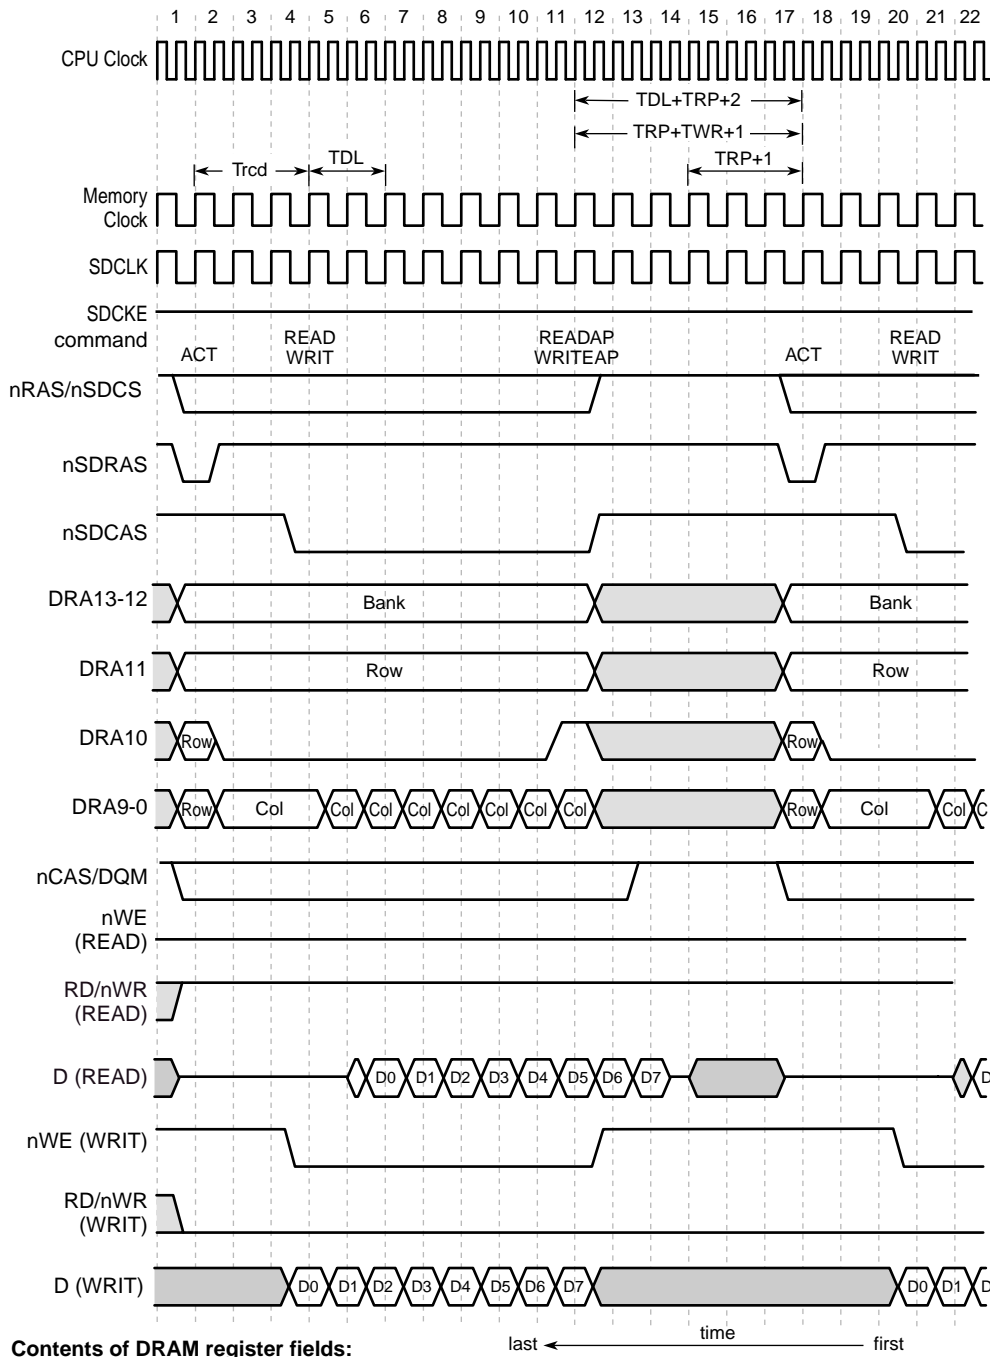 1 2 3 4 5 6 7 8 9 10 11 12 13 14 15 16 17 18 19 20 21 22
CPU Clock
TDL+TRP+2
TRP+TWR+1
Trcd TDL TRP+1
Memory
Clock
SDCLK
SDCKE
command
ACT READ READAP ACT READ
WRIT WRITEAP WRIT
nRAS/nSDCS
nSDRAS
nSDCAS
DRA13-12 Bank Bank
DRA11 Row Row
DRA10 Row Row
DRA9-0 Row Col Col Col Col Col Col Col Col Row Col Col C
nCAS/DQM
nWE
(READ)
RD/nWR
(READ)
D (READ) D0 D1 D2 D3 D4 D5 D6 D7 D
nWE (WRIT)
RD/nWR
(WRIT)
D (WRIT) D0 D1 D2 D3 D4 D5 D6 D7 D0 D1 D
Contents of DRAM register fields: last time first